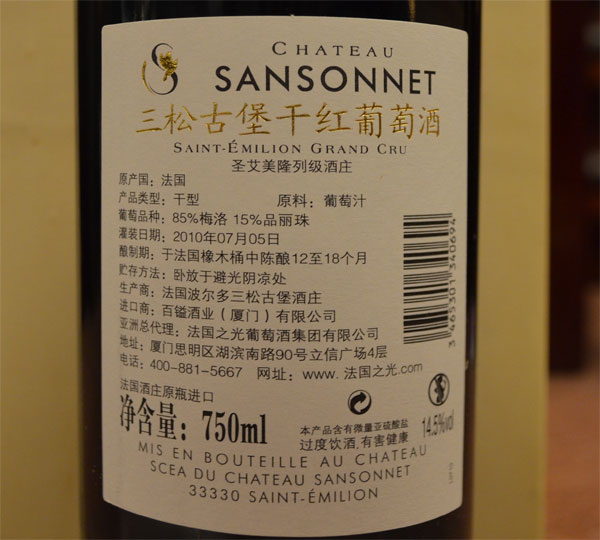 CHATEAU
SANSONNET
三松古堡干红葡萄酒
SAINT-ÉMILION GRAND CRU
圣艾美隆列级酒庄
原产国：法国
产品类型：干型 原料：葡萄汁
葡萄品种：85%梅洛 15%品丽珠
灌装日期：2010年07月05日
酿制期：于法国橡木桶中陈酿12至18个月
贮存方法：卧放于避光阴凉处
生产商：法国波尔多三松古堡酒庄
进口商：百镒酒业（厦门）有限公司
亚洲总代理：法国之光葡萄酒集团有限公司
地址：厦门思明区湖滨南路90号立信广场4层
电话：400-881-5667 网址：www. 法国之光.com
法国酒庄原瓶进口
净含量：750ml
本产品含有微量亚硫酸盐
过度饮酒,有害健康
14.5%vol
3 465301 340694
MIS EN BOUTEILLE AU CHATEAU
SCEA DU CHATEAU SANSONNET
33330 SAINT-ÉMILION